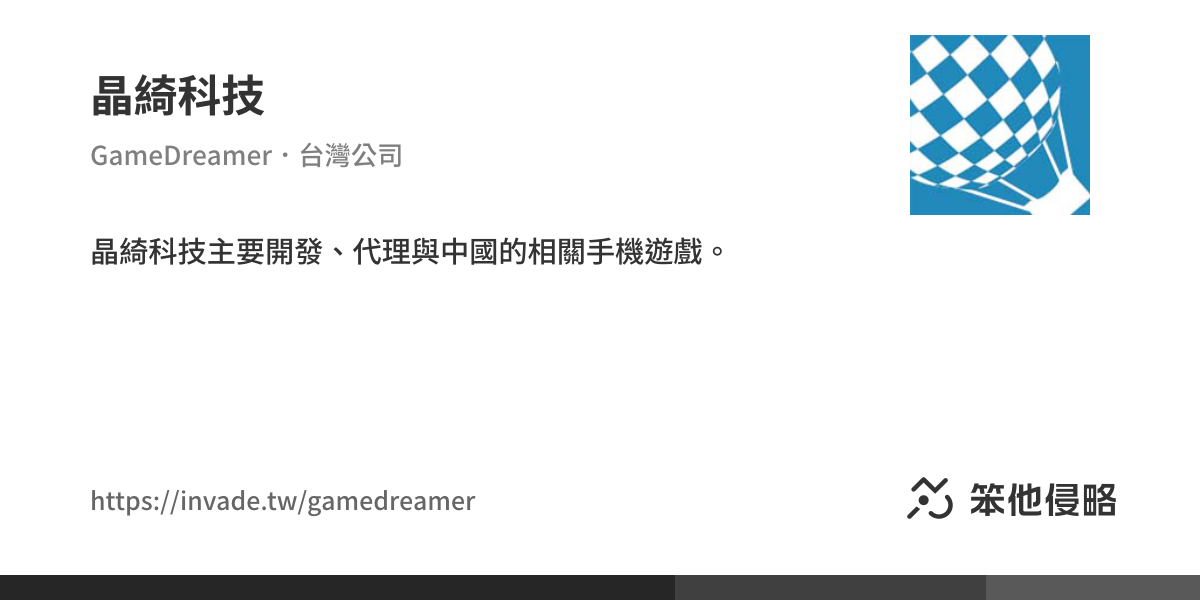 晶綺科技
GameDreamer・台灣公司
晶綺科技主要開發、代理與中國的相關手機遊戲。
https://invade.tw/gamedreamer
笨他侵略